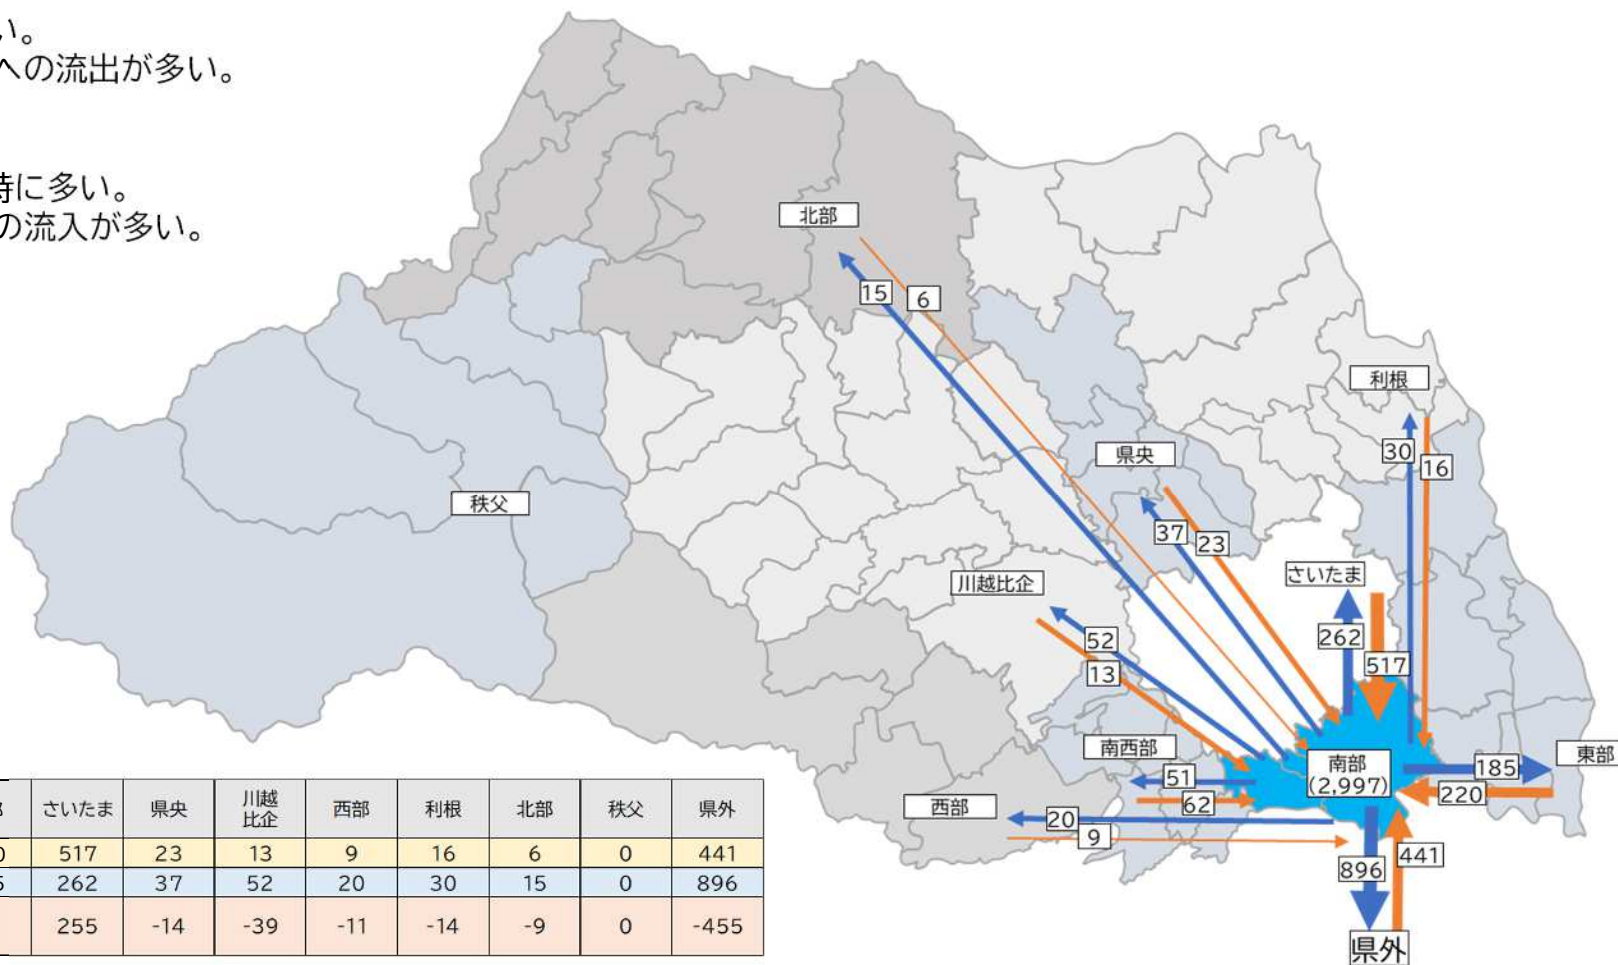 い。
への流出が多い。
特に多い。
の流入が多い。
北部
15
6
利根
30
16
県央
37
23
秩父
川越比企
52
13
さいたま
262
517
南西部
51
62
南部
(2,997)
185
220
東部
西部
20
9
896
441
県外
さいたま 県央 川越比企 西部 利根 北部 秩父 県外
517 23 13 9 16 6 0 441
262 37 52 20 30 15 0 896
255 -14 -39 -11 -14 -9 0 -455